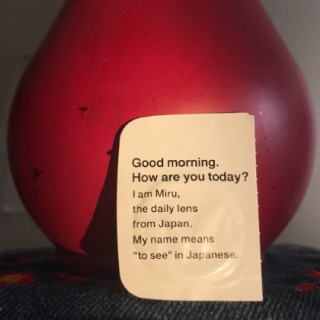 Good morning.
How are you today?
I am Miru,
the daily lens
from Japan.
My name means
"to see" in Japanese.